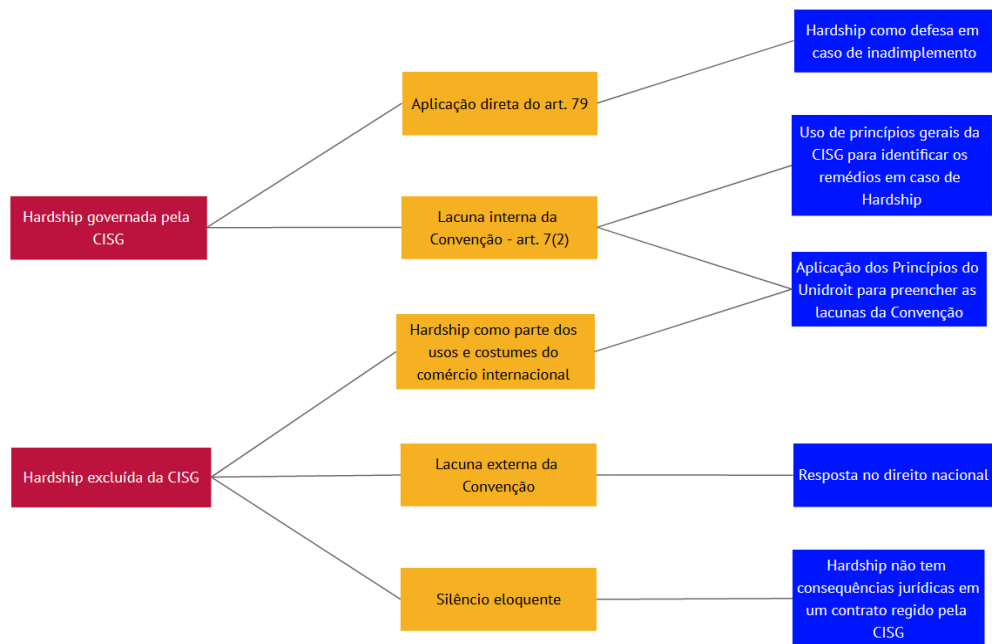 Hardship governada pela
CISG
Aplicação direta do art. 79
Hardship como defesa em
caso de inadimplemento
Lacuna interna da
Convenção - art. 7(2)
Uso de princípios gerais da
CISG para identificar os
remédios em caso de
Hardship
Aplicação dos Princípios do
Unidroit para preencher as
lacunas da Convenção
Hardship excluída da CISG
Hardship como parte dos
usos e costumes do
comércio internacional
Lacuna externa da
Convenção
Resposta no direito nacional
Silêncio eloquente
Hardship não tem
consequências jurídicas em
um contrato regido pela
CISG